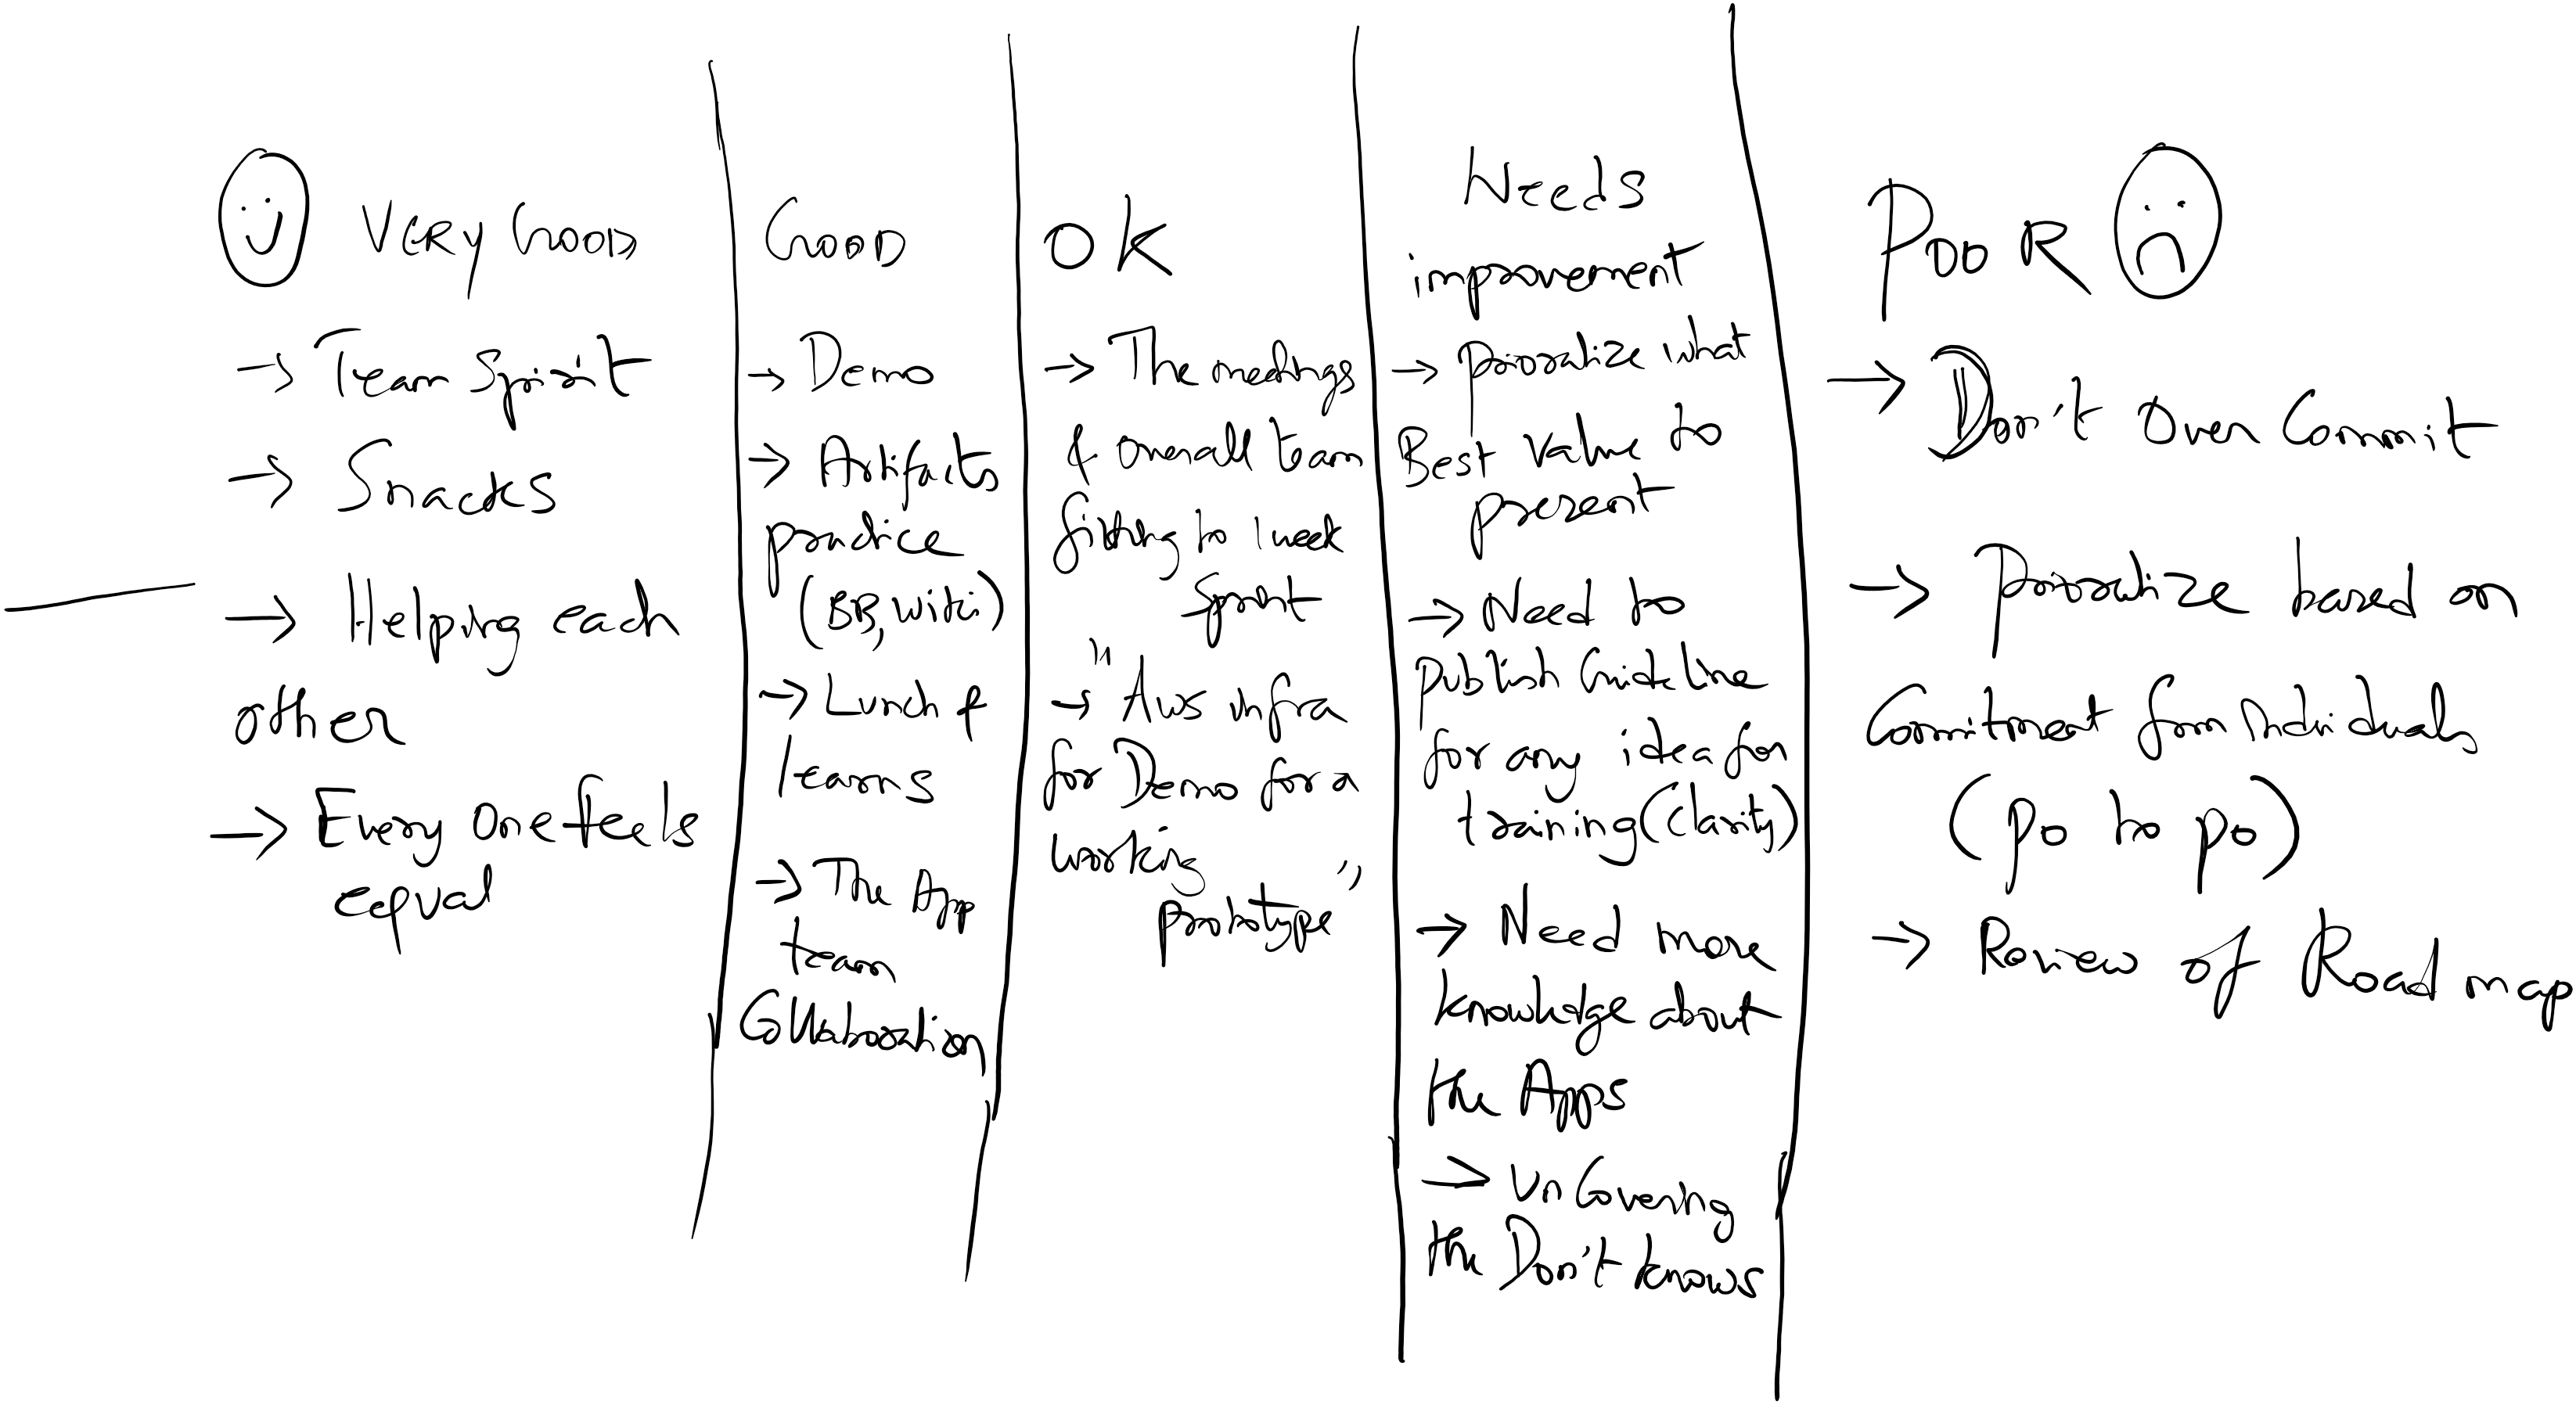 VERY GOOD
→ Team Spirit
→ Snacks
→ Helping each
other
→ Every One feels
equal
GOOD
→ Demo
→ Artifacts
practice
(BB, wiki)
→ Lunch &
learns
→ The App
team
Collaboration
OK
→ The meetings
& overall team
fitting to 1 week
Sprint
→ "Aws infra
for Demo for a
working
prototype"
Needs
improvement
→ prioratize what
Best Value to
present
→ Need to
Publish Guideline
for any idea for
training (Clarity)
→ Need more
knowledge about
the Apps
→ UnCovering
the Don't knows
POOR
→ Don't Over Commit
→ prioratize based on
Commitment from Individuals
(po to po)
→ Review of Road map